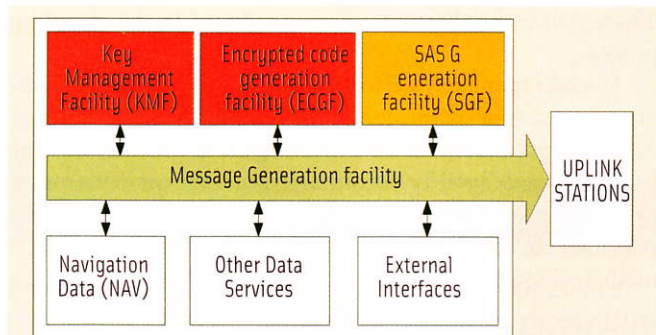 Key
Management
Facility (KMF)
Encrypted code
generation
facility (ECGF)
SAS G
eneration
facility (SGF)
Message Generation facility
UPLINK
STATIONS
Navigation
Data (NAV)
Other Data
Services
External
Interfaces